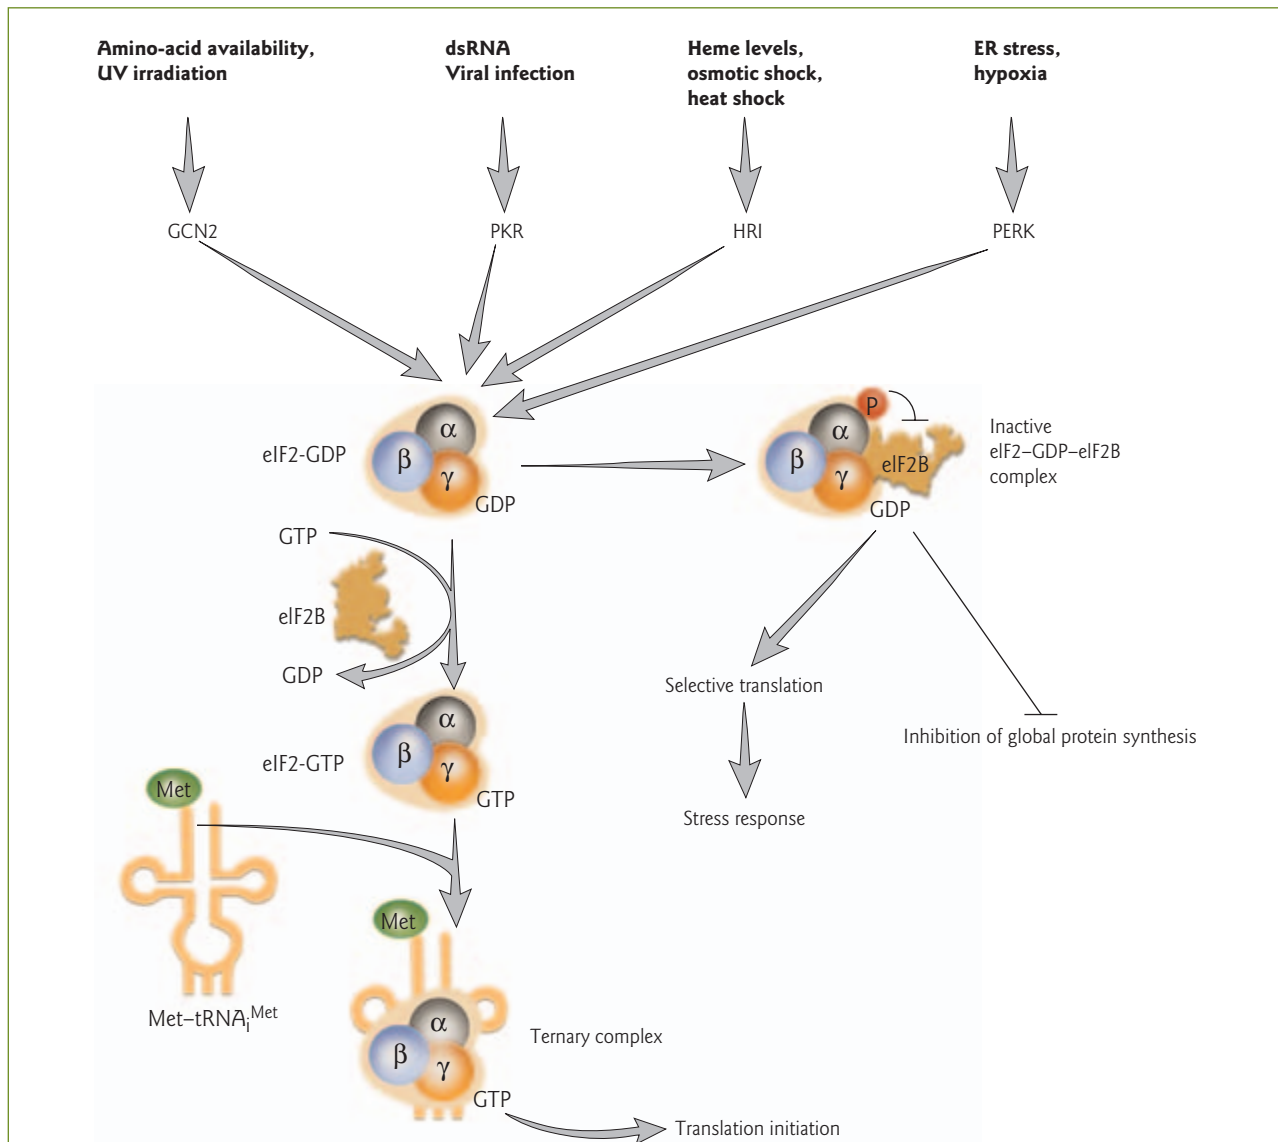 Amino-acid availability,
UV irradiation
dsRNA
Viral infection
Heme levels,
osmotic shock,
heat shock
ER stress,
hypoxia
GCN2
PKR
HRI
PERK
eIF2-GDP
α
β
γ
GDP
P
α
β
γ
eIF2B
GDP
Inactive
eIF2–GDP–eIF2B
complex
GTP
eIF2B
GDP
Selective translation
Inhibition of global protein synthesis
Stress response
eIF2-GTP
α
β
γ
GTP
Met
Met–tRNAiMet
Met
α
β
γ
GTP
Ternary complex
Translation initiation